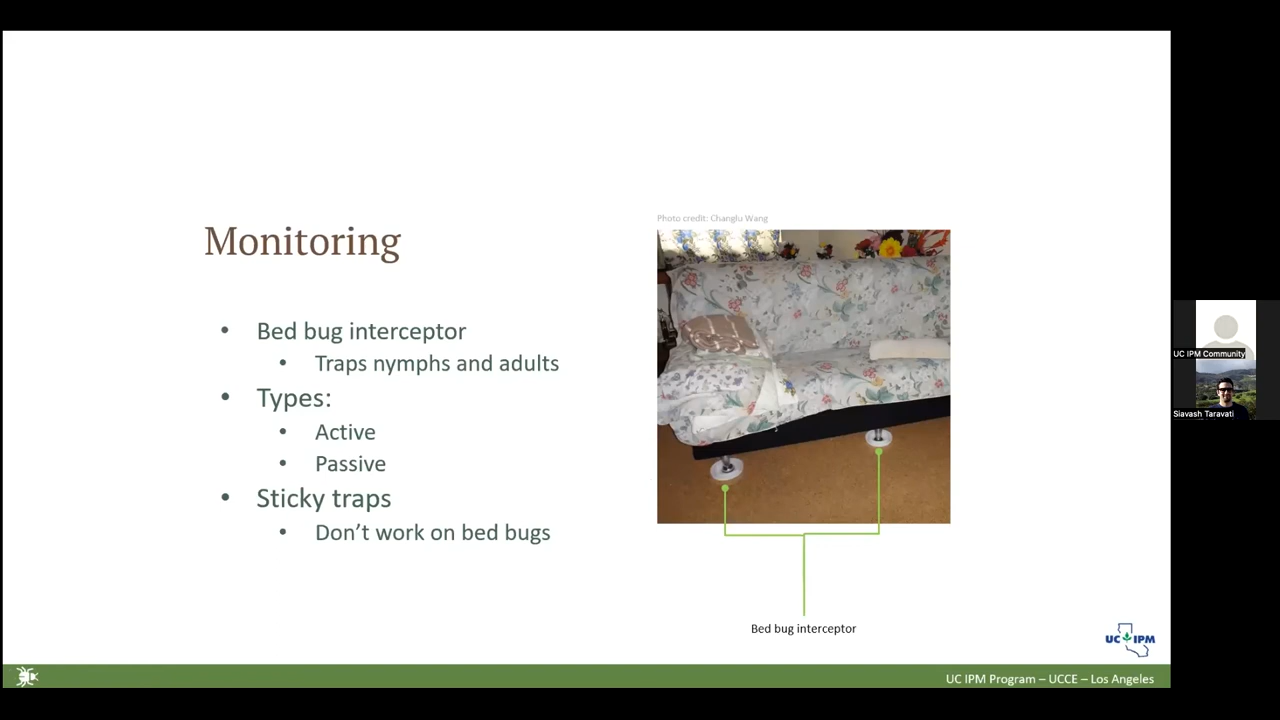 Monitoring
• Bed bug interceptor
• Traps nymphs and adults
• Types:
• Active
• Passive
• Sticky traps
• Don’t work on bed bugs
Photo credit: Changlu Wang
Bed bug interceptor
UC IPM
UC IPM Program – UCCE – Los Angeles
UC IPM Community
Siavash Taravati